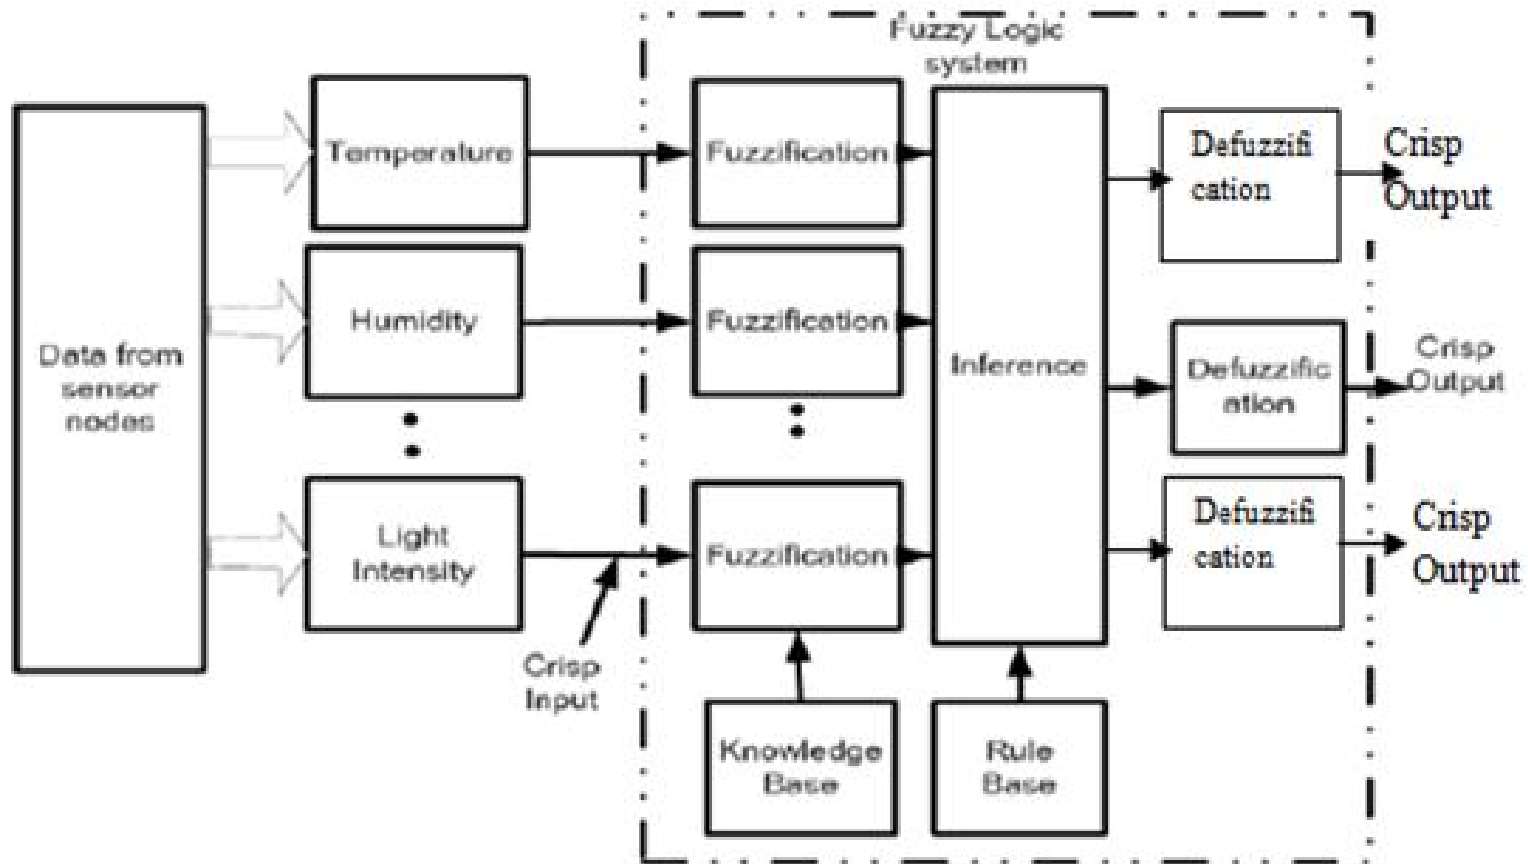 Fuzzy Logic
system
Data from
sensor
nodes
Temperature
Humidity
Light
Intensity
Crisp
Input
Fuzzification
Fuzzification
Fuzzification
Knowledge
Base
Inference
Rule
Base
Defuzzifi
cation
Defuzzific
ation
Defuzzifi
cation
Crisp
Output
Crisp
Output
Crisp
Output